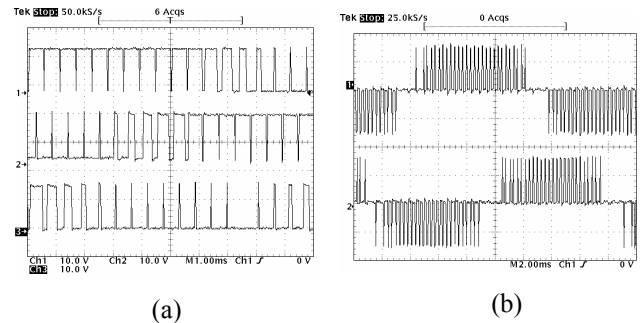 Tek Stop: 50.0kS/s 6 Acqs
1
2
3
Ch1 10.0 V Ch2 10.0 V M1.00ms Ch1 0 V
Ch3 10.0 V
(a)
Tek Stop: 25.0kS/s 0 Acqs
1
2
M2.00ms Ch1 0 V
(b)